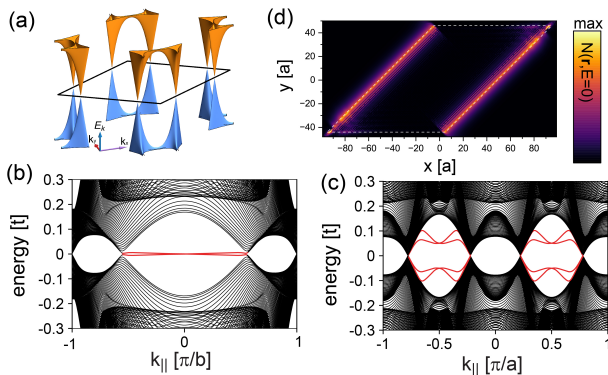 (a)
E_k
k_y
k_x
(d)
y [a]
40
20
0
-20
-40
-80 -60 -40 -20 0 20 40 60 80
x [a]
max
N(r,E=0)
0
(b)
energy [t]
0.3
0.2
0.1
0
-0.1
-0.2
-0.3
-1 0 1
k_|| [π/b]
(c)
energy [t]
0.3
0.2
0.1
0
-0.1
-0.2
-0.3
-1 -0.5 0 0.5 1
k_|| [π/a]